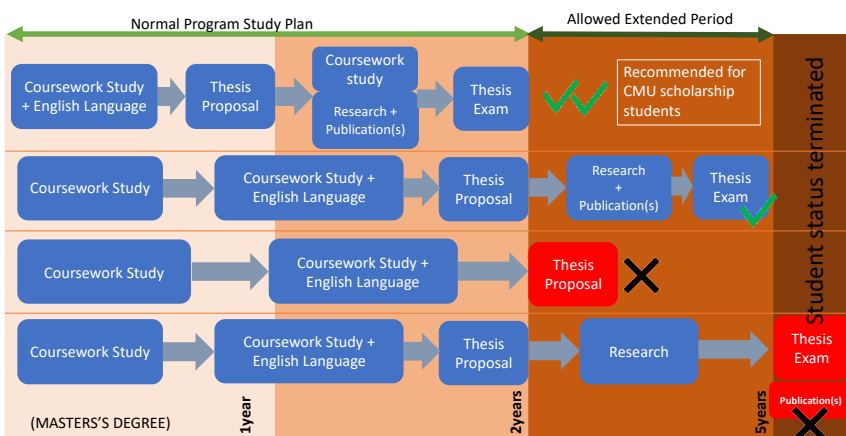 Normal Program Study Plan
Allowed Extended Period
Coursework Study
+ English Language
Thesis
Proposal
Coursework
study
Research +
Publication(s)
Thesis
Exam
Recommended for
CMU scholarship
students
Coursework Study
Coursework Study +
English Language
Thesis
Proposal
Research
+
Publication(s)
Thesis
Exam
Coursework Study
Coursework Study +
English Language
Thesis
Proposal
Coursework Study
Coursework Study +
English Language
Thesis
Proposal
Research
Thesis
Exam
Publication(s)
Student status terminated
(MASTERS'S DEGREE)
1year
2years
5years